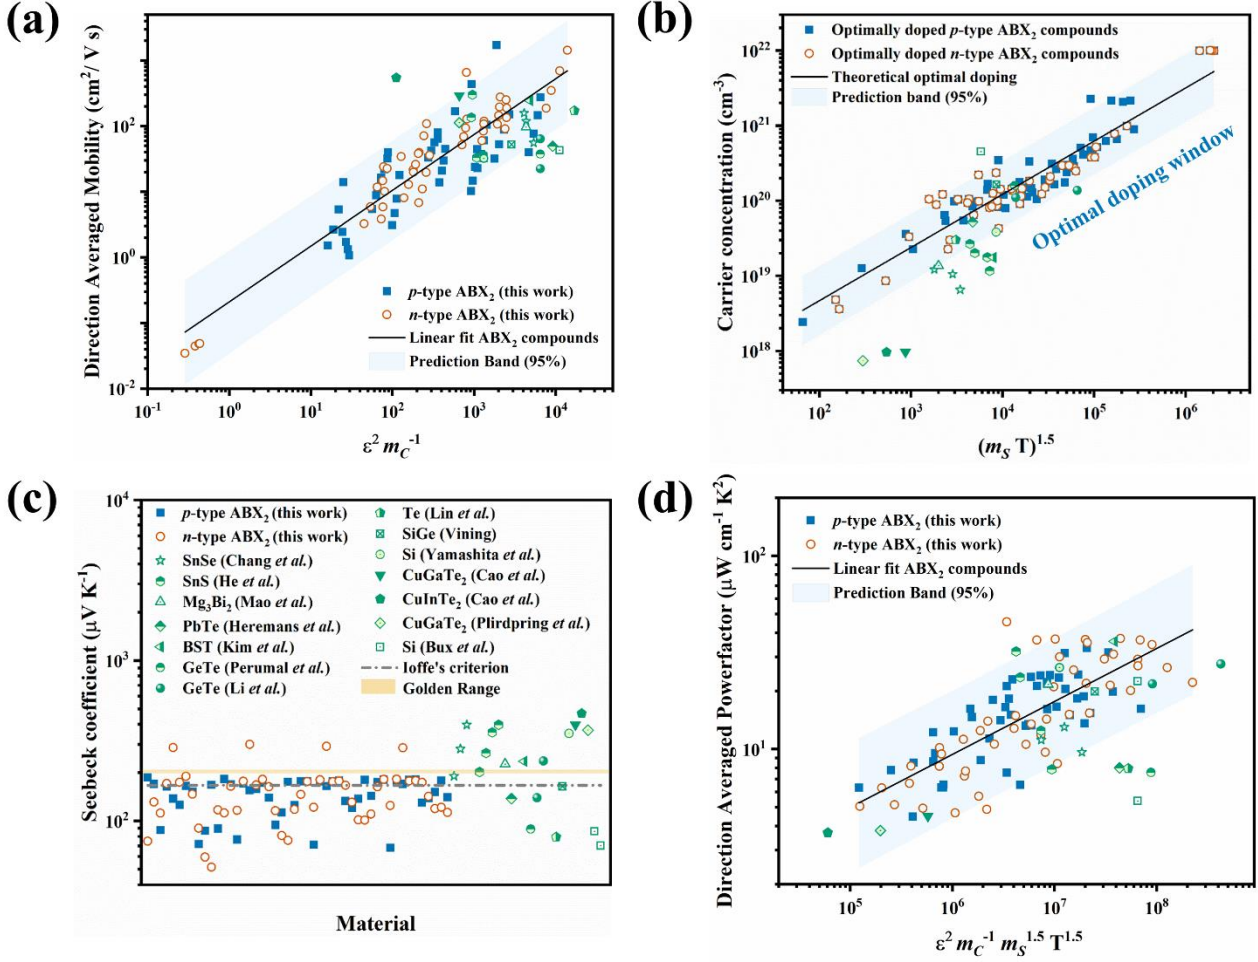 (a)
Direction Averaged Mobility (cm²/ V s)
10²
10⁰
10⁻²
10⁻¹
10⁰
10¹
10²
10³
10⁴
ε² m_C⁻¹
p-type ABX₂ (this work)
n-type ABX₂ (this work)
Linear fit ABX₂ compounds
Prediction Band (95%)
(b)
Carrier concentration (cm⁻³)
10²²
10²¹
10²⁰
10¹⁹
10¹⁸
10²
10³
10⁴
10⁵
10⁶
(m_S T)¹·⁵
Optimally doped p-type ABX₂ compounds
Optimally doped n-type ABX₂ compounds
Theoretical optimal doping
Prediction band (95%)
Optimal doping window
(c)
Seebeck coefficient (μV K⁻¹)
10⁴
10³
10²
Material
p-type ABX₂ (this work)
n-type ABX₂ (this work)
SnSe (Chang et al.)
SnS (He et al.)
Mg₃Bi₂ (Mao et al.)
PbTe (Heremans et al.)
BST (Kim et al.)
GeTe (Perumal et al.)
GeTe (Li et al.)
Te (Lin et al.)
SiGe (Vining)
Si (Yamashita et al.)
CuGaTe₂ (Cao et al.)
CuInTe₂ (Cao et al.)
CuGaTe₂ (Plirdpring et al.)
Si (Bux et al.)
Ioffe's criterion
Golden Range
(d)
Direction Averaged Powerfactor (μW cm⁻¹ K²)
10²
10¹
10⁵
10⁶
10⁷
10⁸
ε² m_C⁻¹ m_S¹·⁵ T¹·⁵
p-type ABX₂ (this work)
n-type ABX₂ (this work)
Linear fit ABX₂ compounds
Prediction Band (95%)